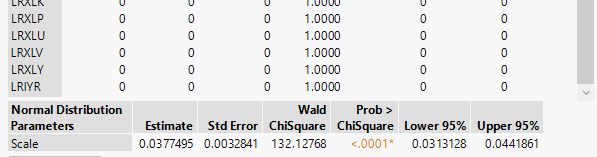 LRXLK 0 0 0 1.0000 0 0
LRXLP 0 0 0 1.0000 0 0
LRXLU 0 0 0 1.0000 0 0
LRXLV 0 0 0 1.0000 0 0
LRXLY 0 0 0 1.0000 0 0
LRIYR 0 0 0 1.0000 0 0
Normal Distribution Wald Prob >
Parameters Estimate Std Error ChiSquare ChiSquare Lower 95% Upper 95%
Scale 0.0377495 0.0032841 132.12768 <.0001* 0.0313128 0.0441861